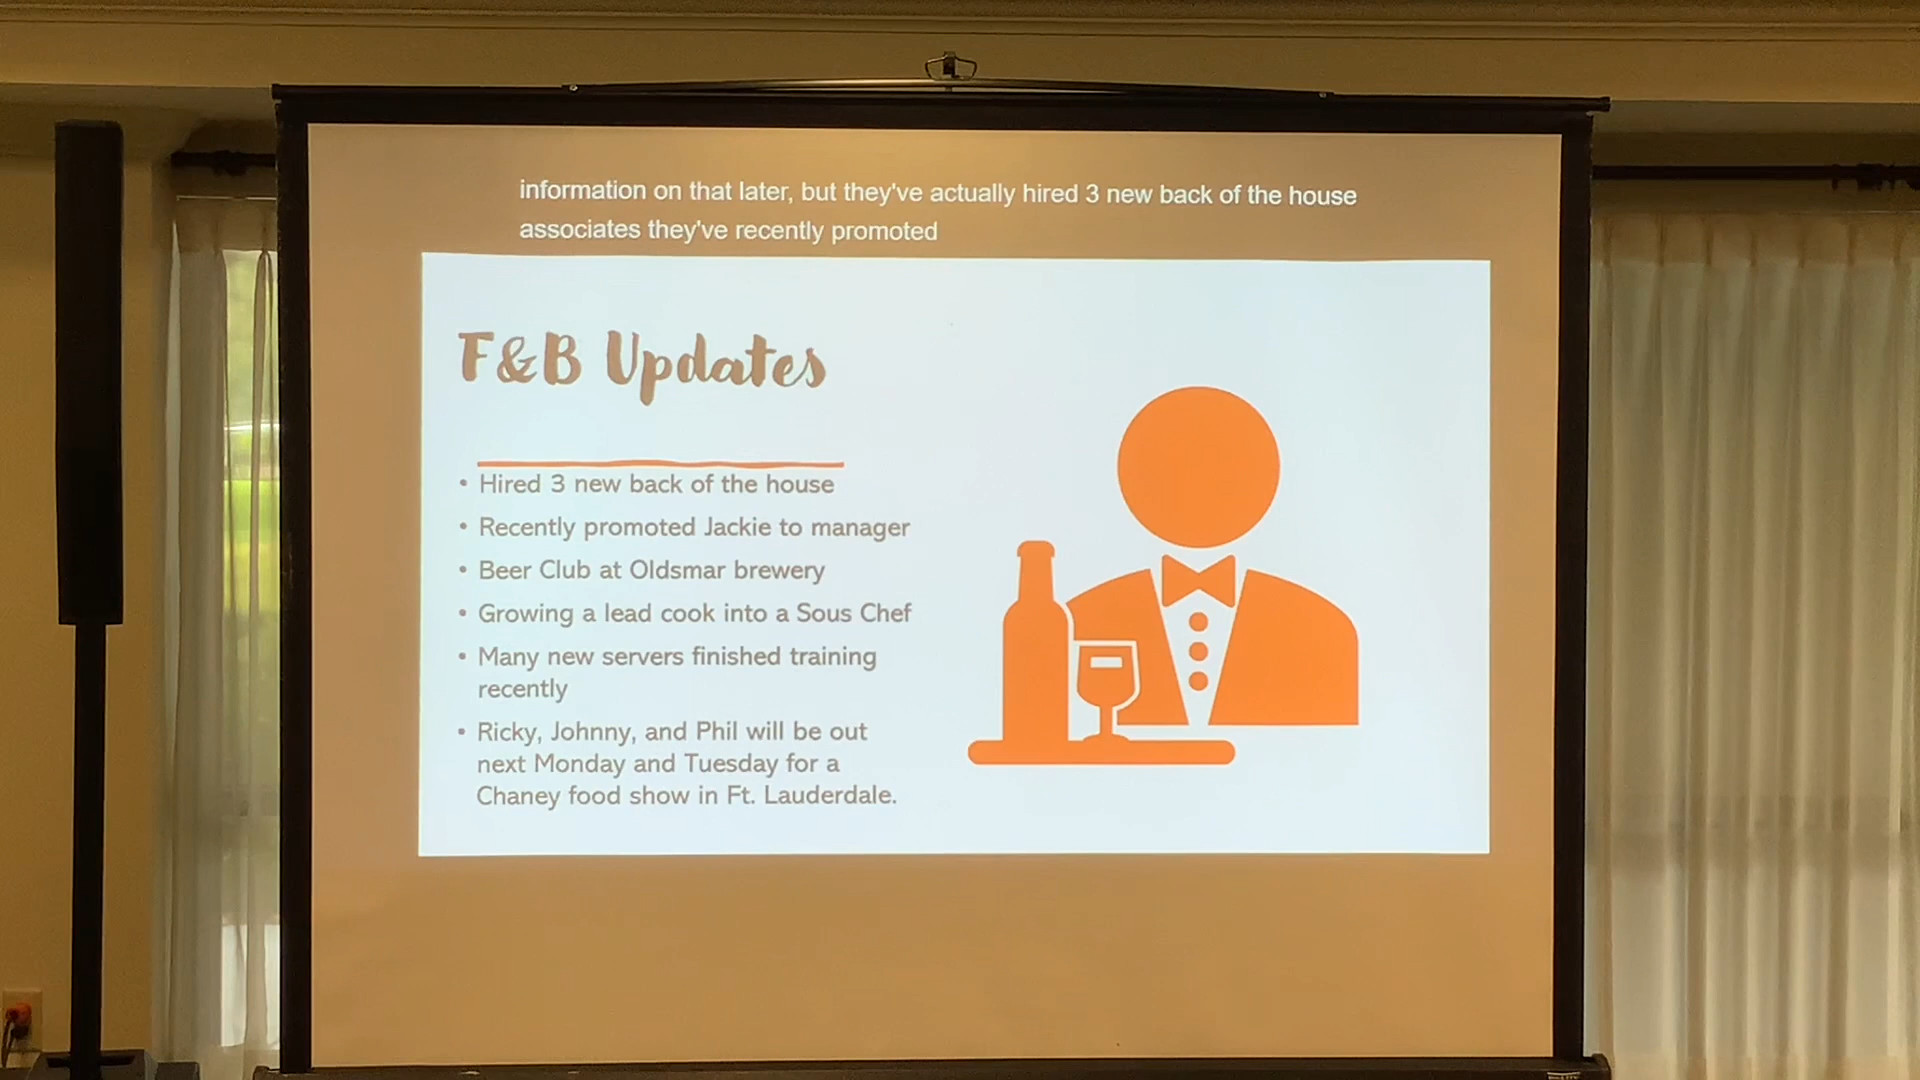 information on that later, but they've actually hired 3 new back of the house
associates they've recently promoted
F&B Updates
• Hired 3 new back of the house
• Recently promoted Jackie to manager
• Beer Club at Oldsmar brewery
• Growing a lead cook into a Sous Chef
• Many new servers finished training
recently
• Ricky, Johnny, and Phil will be out
next Monday and Tuesday for a
Chaney food show in Ft. Lauderdale.